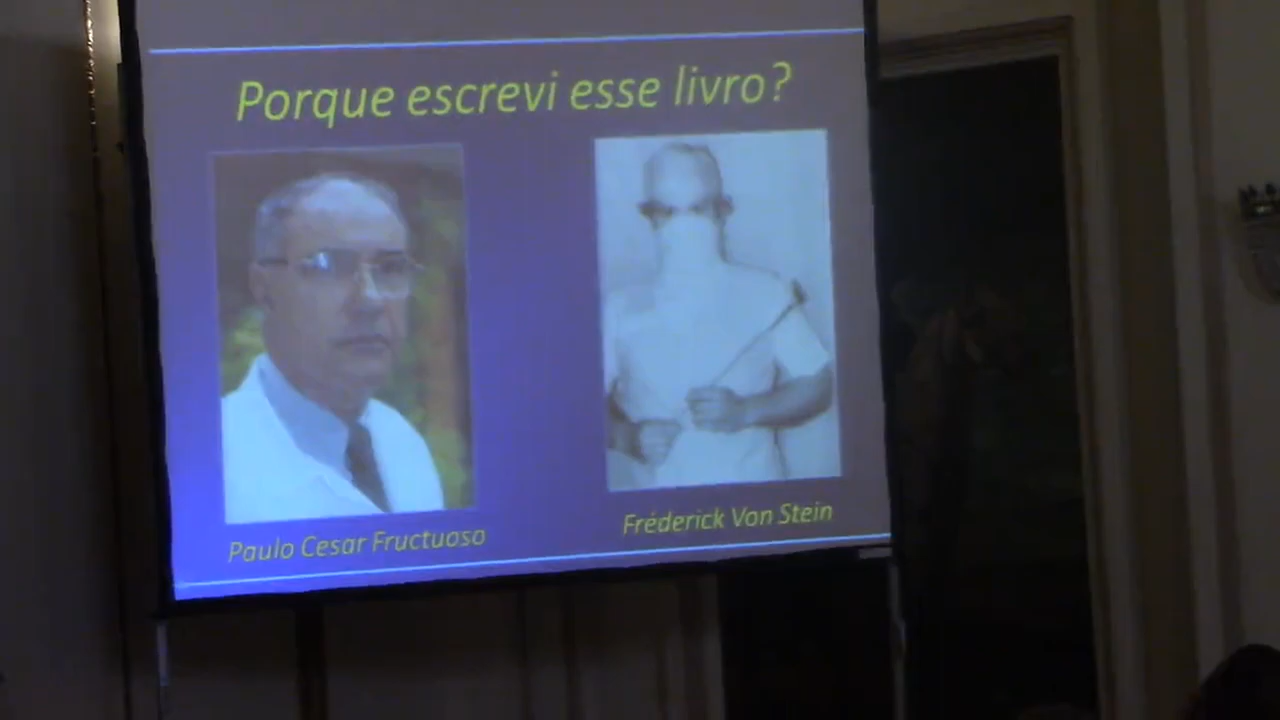 Porque escrevi esse livro?
Paulo Cesar Fructuoso
Fréderick Von Stein